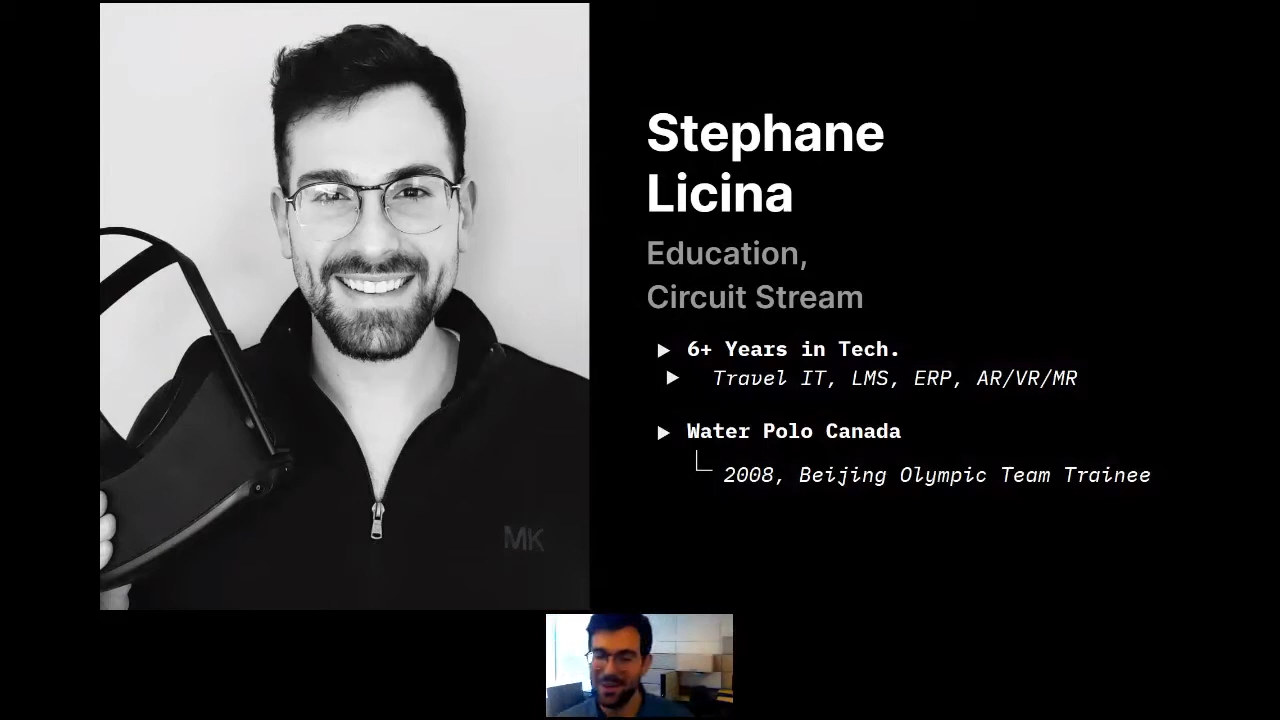 Stephane
Licina
Education,
Circuit Stream
6+ Years in Tech.
Travel IT, LMS, ERP, AR/VR/MR
Water Polo Canada
2008, Beijing Olympic Team Trainee
MK